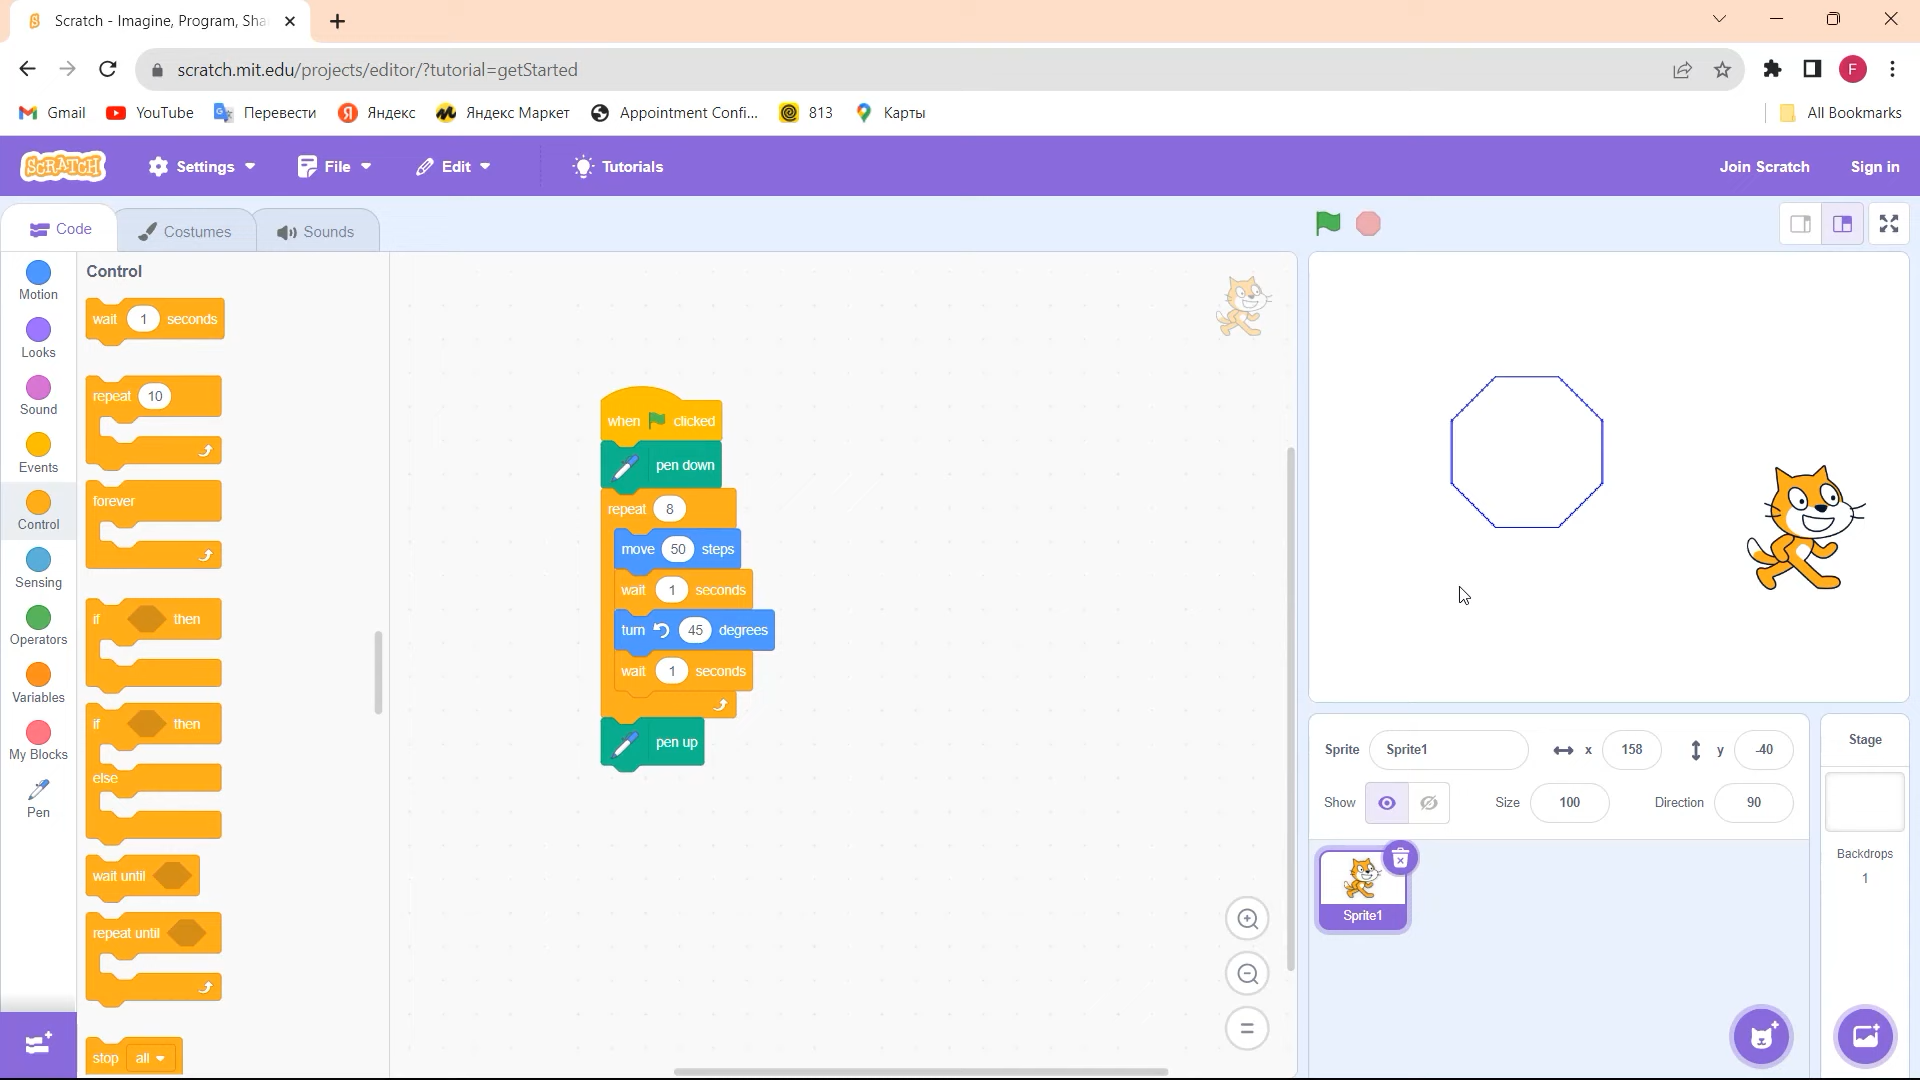 Scratch - Imagine, Program, Sha
scratch.mit.edu/projects/editor/?tutorial=getStarted
F
Gmail YouTube Перевести Яндекс Яндекс Маркет Appointment Confi... 813 Карты All Bookmarks
SCRATCH Settings File Edit Tutorials Join Scratch Sign in
Code Costumes Sounds
Motion
Looks
Sound
Events
Control
Sensing
Operators
Variables
My Blocks
Pen
Control
wait 1 seconds
repeat 10
forever
if then
if then
else
wait until
repeat until
stop all
when clicked
pen down
repeat 8
move 50 steps
wait 1 seconds
turn 45 degrees
wait 1 seconds
pen up
Sprite Sprite1 x 158 y -40
Show Size 100 Direction 90
Sprite1
Stage
Backdrops
1